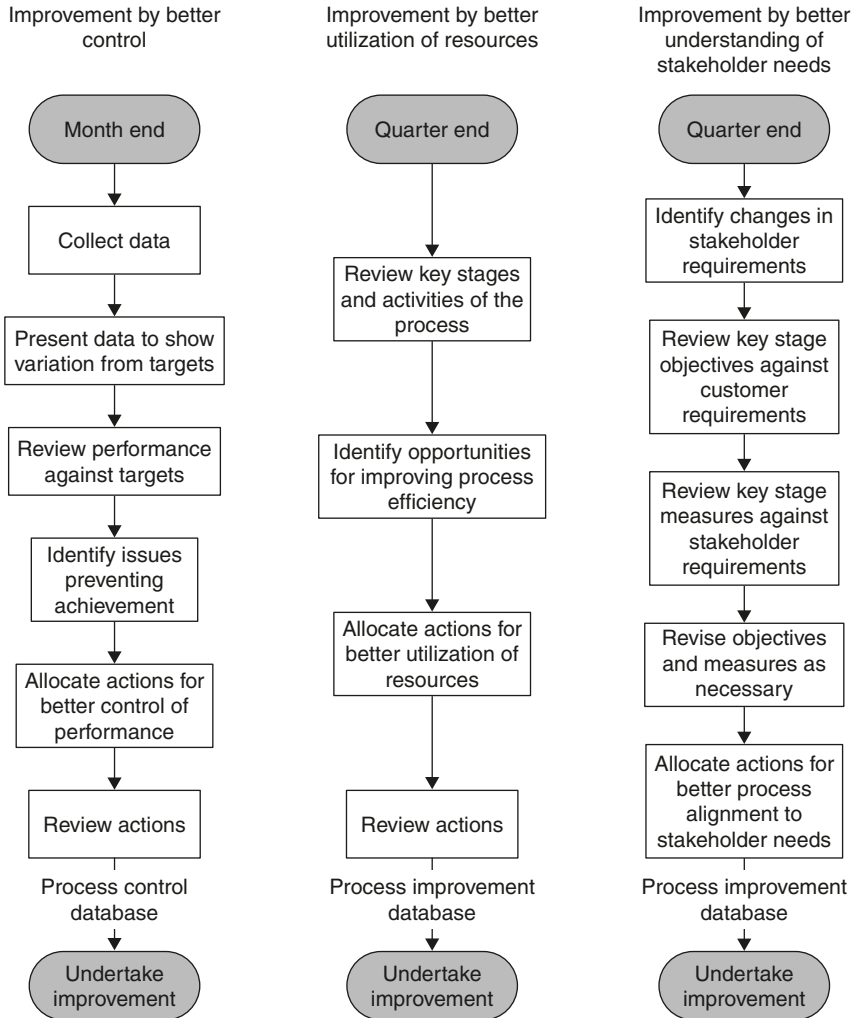 Improvement by better
control
Month end
Collect data
Present data to show
variation from targets
Review performance
against targets
Identify issues
preventing
achievement
Allocate actions for
better control of
performance
Review actions
Process control
database
Undertake
improvement
Improvement by better
utilization of resources
Quarter end
Review key stages
and activities of the
process
Identify opportunities
for improving process
efficiency
Allocate actions for
better utilization of
resources
Review actions
Process improvement
database
Undertake
improvement
Improvement by better
understanding of
stakeholder needs
Quarter end
Identify changes in
stakeholder
requirements
Review key stage
objectives against
customer
requirements
Review key stage
measures against
stakeholder
requirements
Revise objectives
and measures as
necessary
Allocate actions for
better process
alignment to
stakeholder needs
Process improvement
database
Undertake
improvement